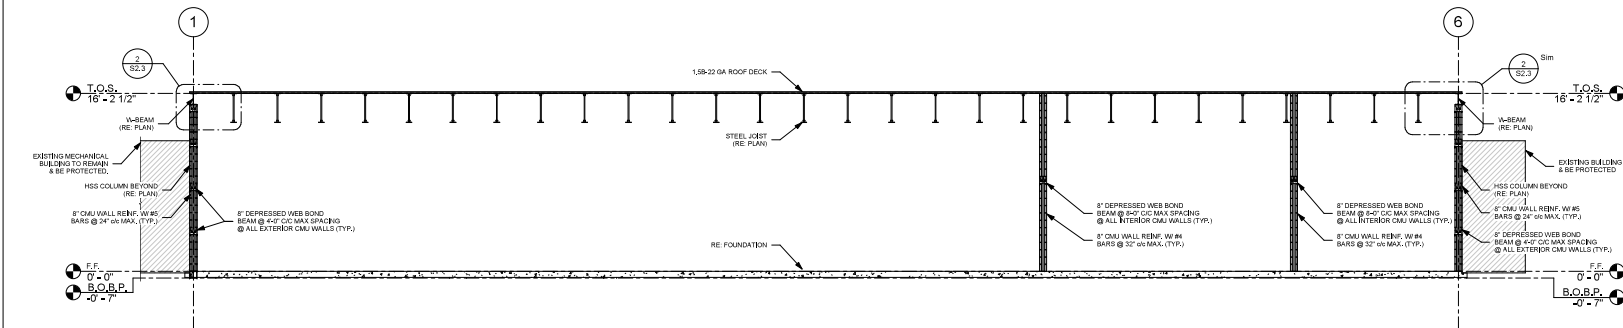 1
6
2
S2.3
2
S2.3
Sim
T.O.S.
16' - 2 1/2"
1.5B-22 GA ROOF DECK
T.O.S.
16' - 2 1/2"
W-BEAM
(RE: PLAN)
STEEL JOIST
(RE: PLAN)
W-BEAM
(RE: PLAN)
EXISTING MECHANICAL
BUILDING TO REMAIN
& BE PROTECTED.
EXISTING BUILDING
& BE PROTECTED
HSS COLUMN BEYOND
(RE: PLAN)
HSS COLUMN BEYOND
(RE: PLAN)
8" CMU WALL REINF. W/ #5
BARS @ 24" c/c MAX. (TYP.)
8" DEPRESSED WEB BOND
BEAM @ 4'-0" C/C MAX SPACING
@ ALL EXTERIOR CMU WALLS (TYP.)
8" DEPRESSED WEB BOND
BEAM @ 8-0" C/C MAX SPACING
@ ALL INTERIOR CMU WALLS (TYP.)
8" CMU WALL REINF. W/ #4
BARS @ 32" c/c MAX. (TYP.)
8" DEPRESSED WEB BOND
BEAM @ 8-0" C/C MAX SPACING
@ ALL INTERIOR CMU WALLS (TYP.)
8" CMU WALL REINF. W/ #4
BARS @ 32" c/c MAX. (TYP.)
8" CMU WALL REINF. W/ #5
BARS @ 24" c/c MAX. (TYP.)
8" DEPRESSED WEB BOND
BEAM @ 4'-0" C/C MAX SPACING
@ ALL EXTERIOR CMU WALLS (TYP.)
RE: FOUNDATION
F.F.
0' - 0"
B.O.B.P.
-0' - 7"
F.F.
0' - 0"
B.O.B.P.
-0' - 7"